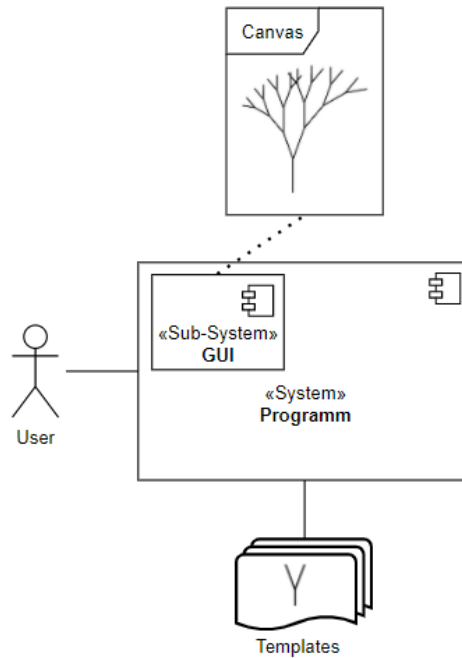 Canvas
«Sub-System»
GUI
«System»
Programm
User
Templates